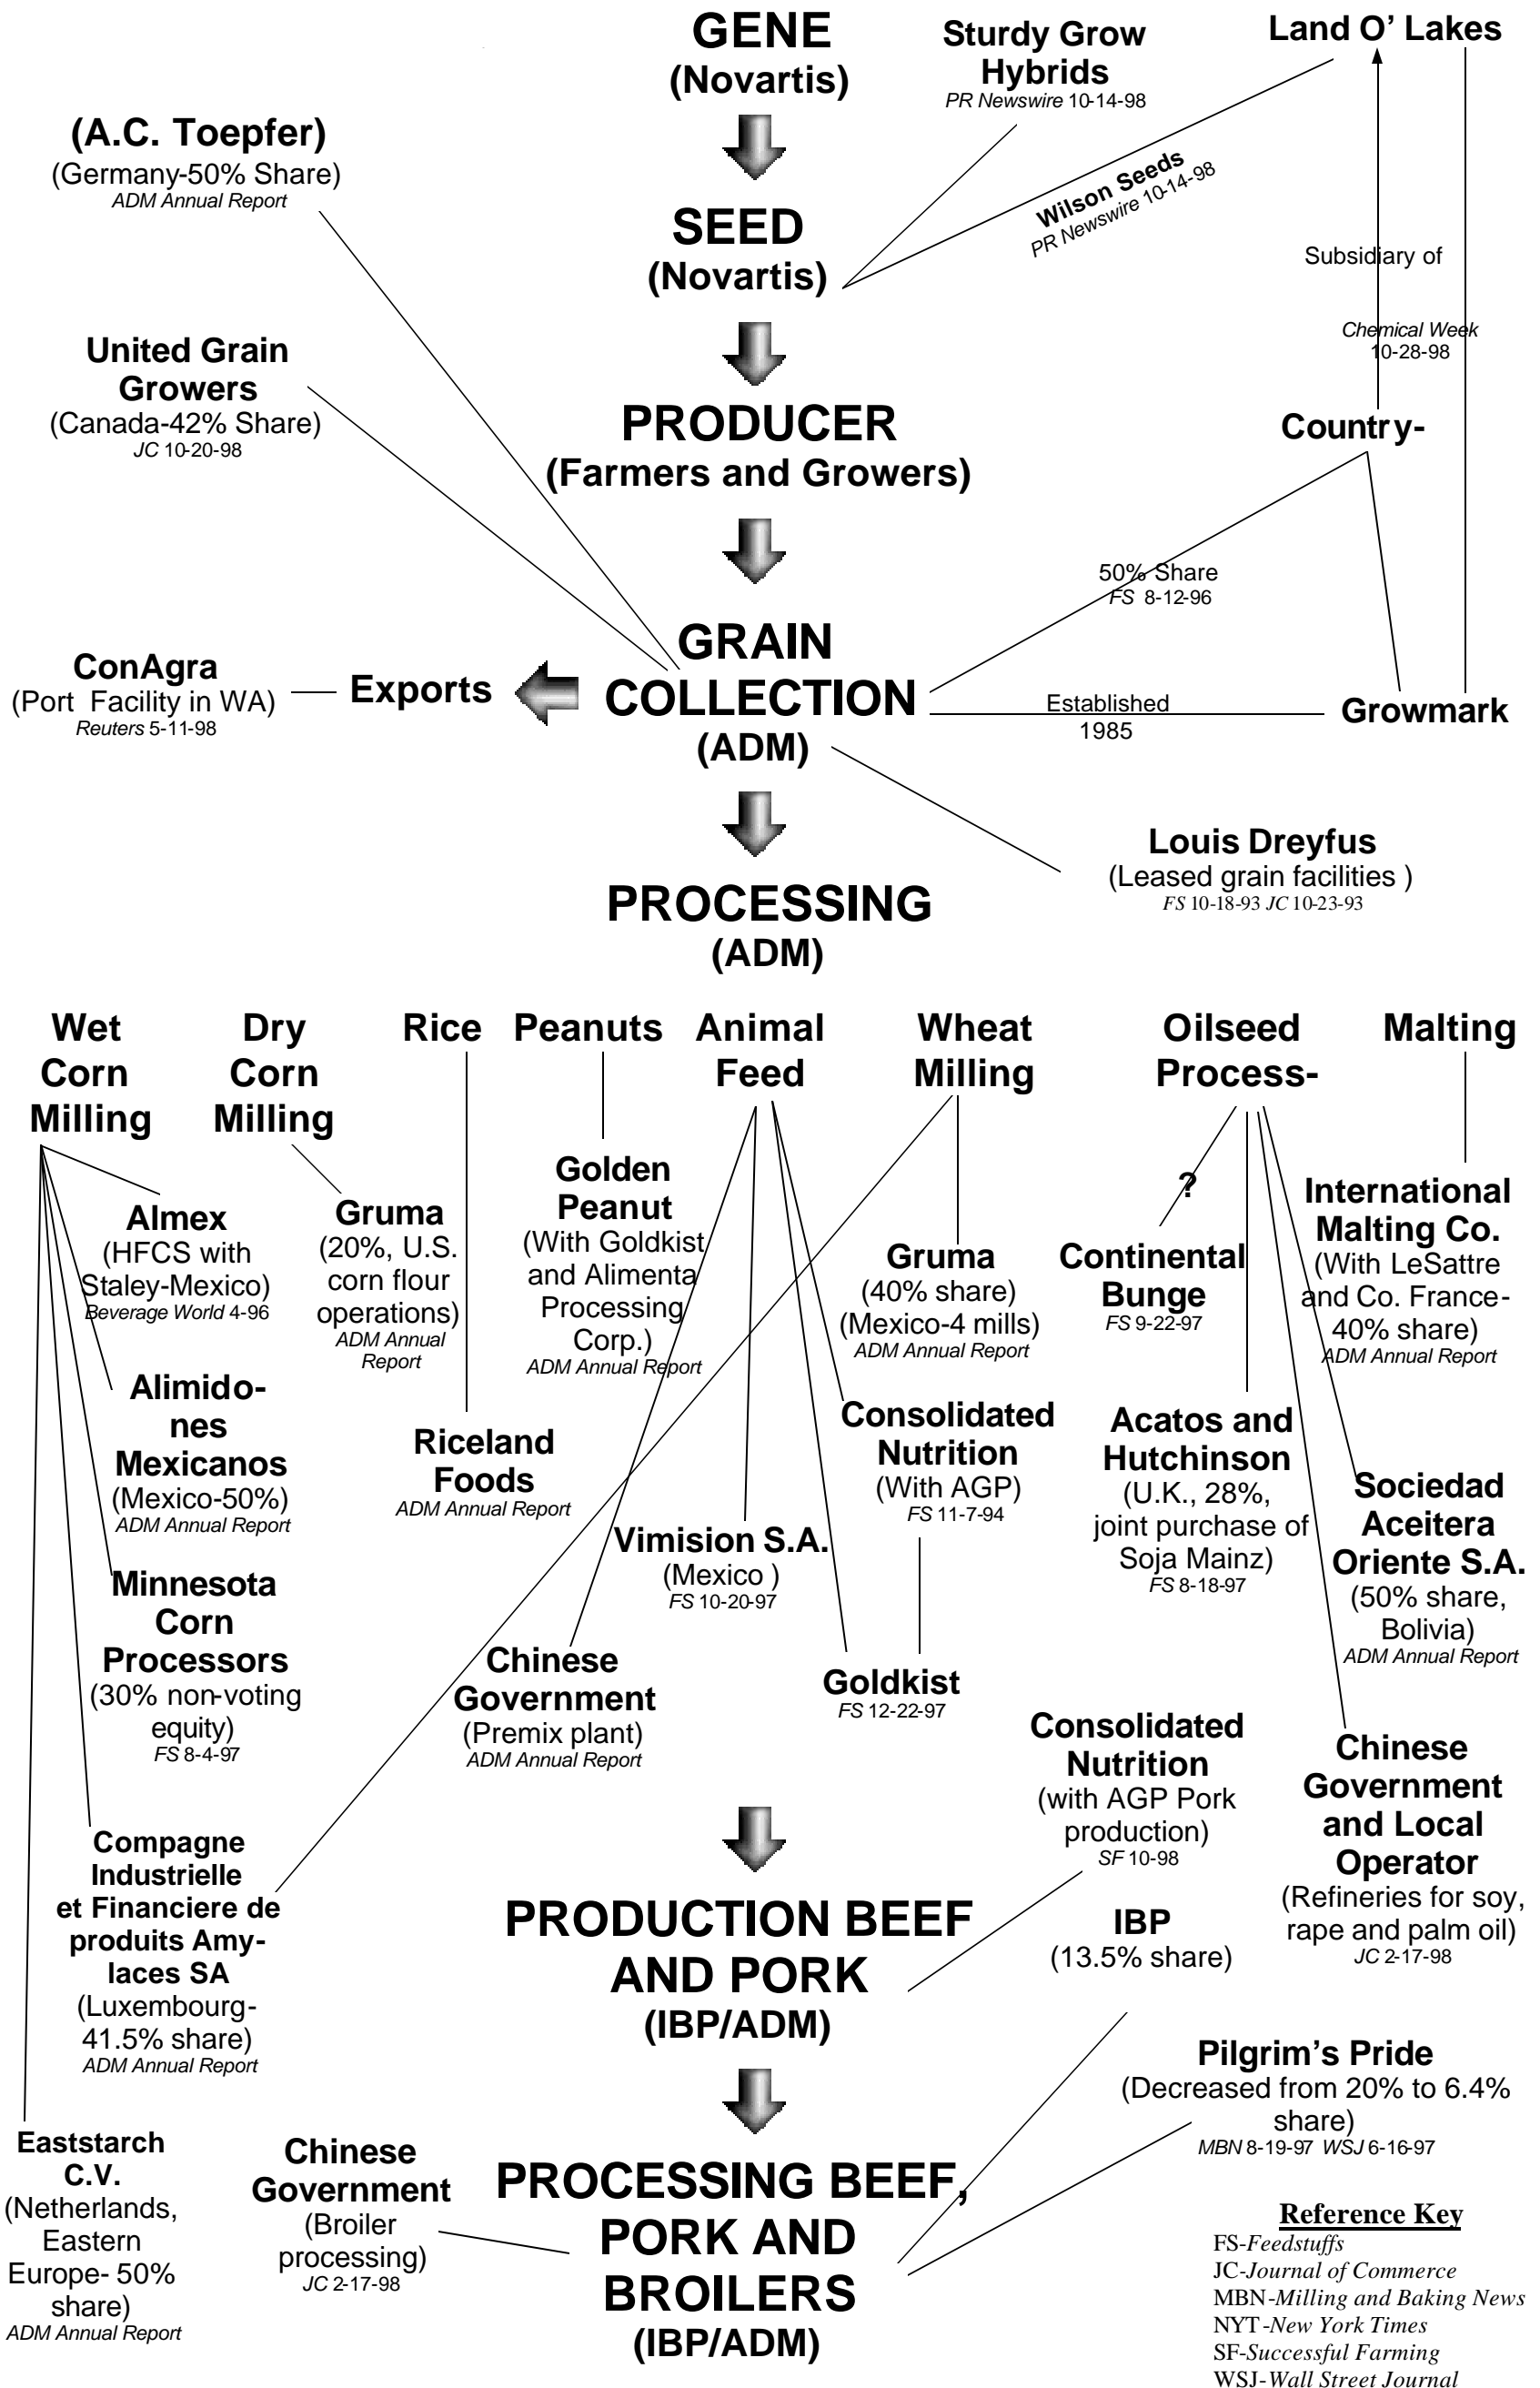 GENE
(Novartis)
Sturdy Grow
Hybrids
PR Newswire 10-14-98
Land O' Lakes
(A.C. Toepfer)
(Germany-50% Share)
ADM Annual Report
Wilson Seeds
PR Newswire 10-14-98
SEED
(Novartis)
Subsidiary of
Chemical Week
10-28-98
United Grain
Growers
(Canada-42% Share)
JC 10-20-98
PRODUCER
(Farmers and Growers)
Country-
50% Share
FS 8-12-96
GRAIN
COLLECTION
(ADM)
ConAgra
(Port Facility in WA)
Reuters 5-11-98
Exports
Established
1985
Growmark
Louis Dreyfus
(Leased grain facilities )
FS 10-18-93 JC 10-23-93
PROCESSING
(ADM)
Wet
Corn
Milling
Dry
Corn
Milling
Rice
Peanuts
Animal
Feed
Wheat
Milling
Oilseed
Process-
Malting
Almex
(HFCS with
Staley-Mexico)
Beverage World 4-96
Gruma
(20%, U.S.
corn flour
operations)
ADM Annual
Report
Golden
Peanut
(With Goldkist
and Alimenta
Processing
Corp.)
ADM Annual Report
Gruma
(40% share)
(Mexico-4 mills)
ADM Annual Report
?
Continental
Bunge
FS 9-22-97
International
Malting Co.
(With LeSattre
and Co. France-
40% share)
ADM Annual Report
Alimido-
nes
Mexicanos
(Mexico-50%)
ADM Annual Report
Riceland
Foods
ADM Annual Report
Consolidated
Nutrition
(With AGP)
FS 11-7-94
Acatos and
Hutchinson
(U.K., 28%,
joint purchase of
Soja Mainz)
FS 8-18-97
Sociedad
Aceitera
Oriente S.A.
(50% share,
Bolivia)
ADM Annual Report
Vimision S.A.
(Mexico )
FS 10-20-97
Minnesota
Corn
Processors
(30% non-voting
equity)
FS 8-4-97
Chinese
Government
(Premix plant)
ADM Annual Report
Goldkist
FS 12-22-97
Consolidated
Nutrition
(with AGP Pork
production)
SF 10-98
Chinese
Government
and Local
Operator
(Refineries for soy,
rape and palm oil)
JC 2-17-98
Compagne
Industrielle
et Financiere de
produits Amy-
laces SA
(Luxembourg-
41.5% share)
ADM Annual Report
PRODUCTION BEEF
AND PORK
(IBP/ADM)
IBP
(13.5% share)
Pilgrim's Pride
(Decreased from 20% to 6.4%
share)
MBN 8-19-97 WSJ 6-16-97
Eaststarch
C.V.
(Netherlands,
Eastern
Europe- 50%
share)
ADM Annual Report
Chinese
Government
(Broiler
processing)
JC 2-17-98
PROCESSING BEEF,
PORK AND
BROILERS
(IBP/ADM)
Reference Key
FS-Feedstuffs
JC-Journal of Commerce
MBN-Milling and Baking News
NYT-New York Times
SF-Successful Farming
WSJ-Wall Street Journal